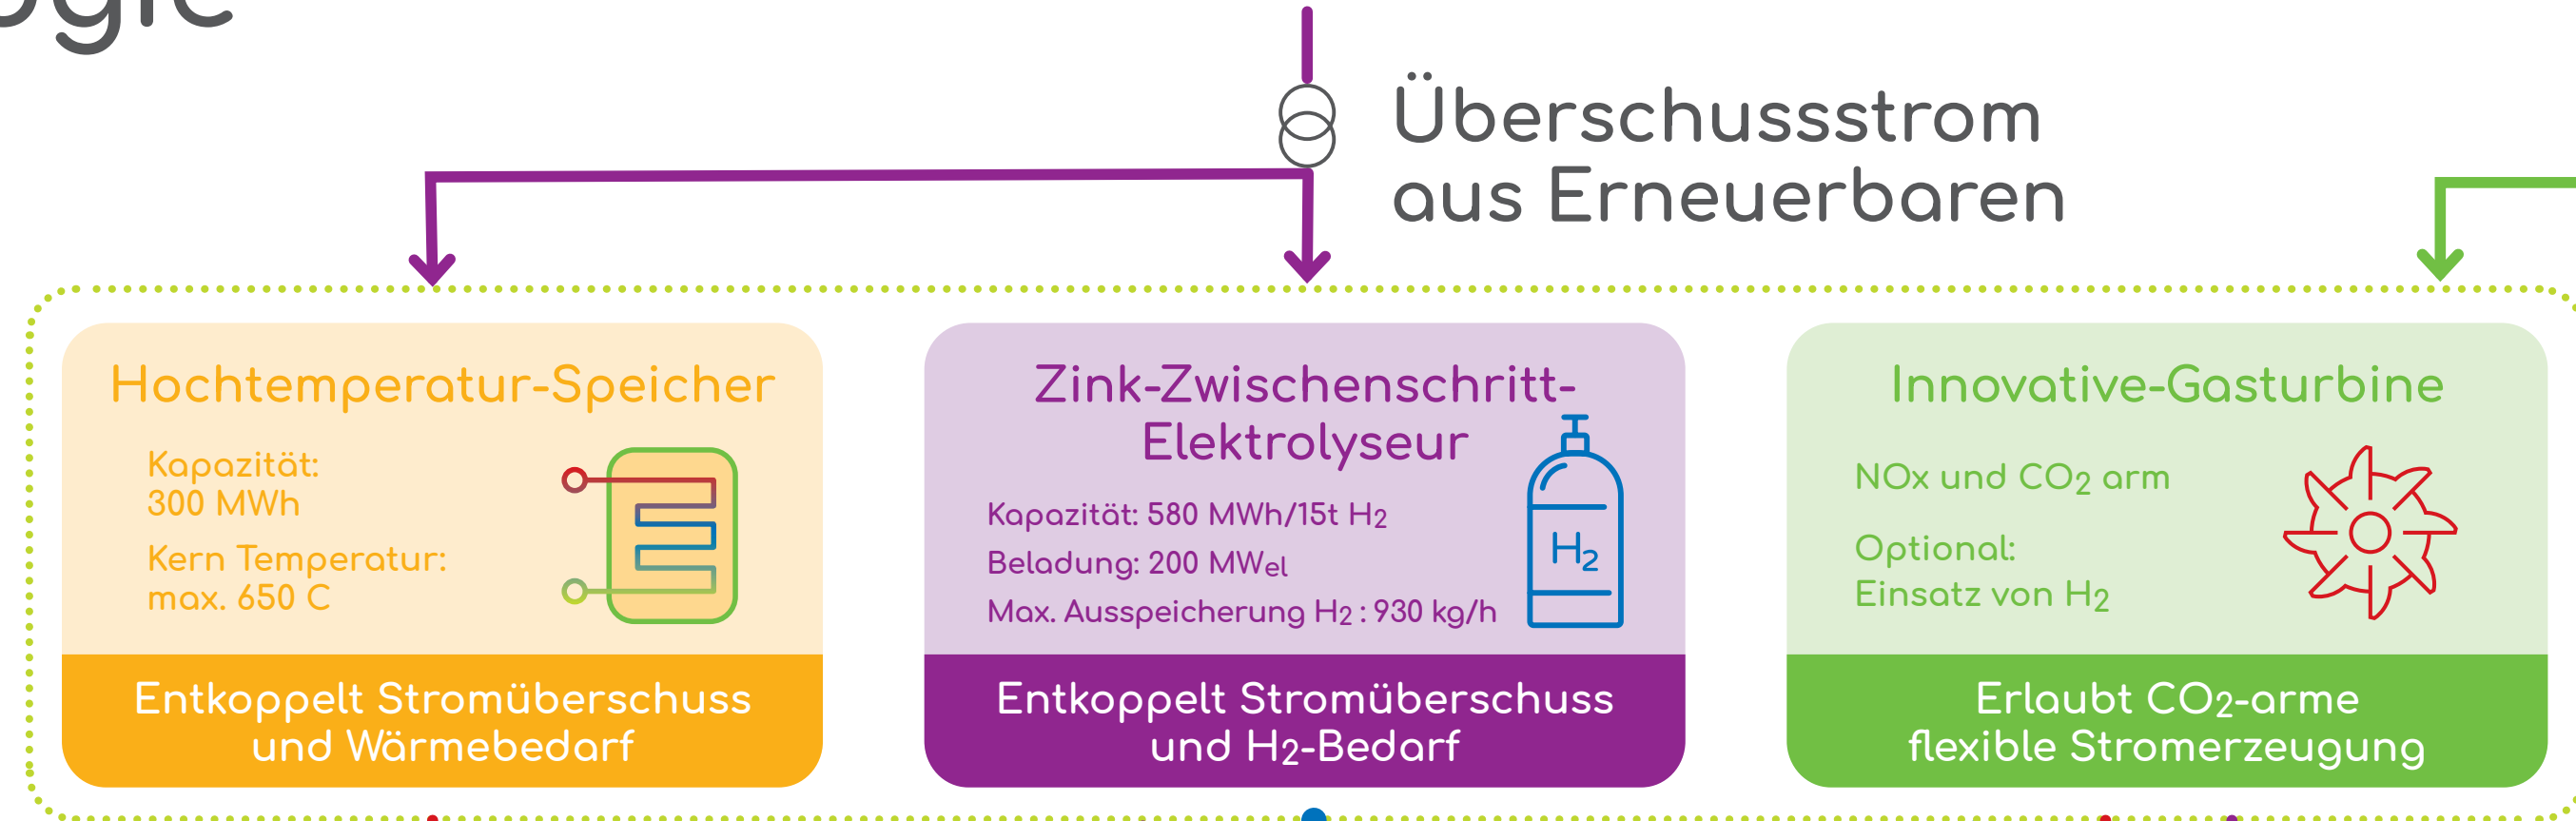 Überschussstrom
aus Erneuerbaren
Hochtemperatur-Speicher
Kapazität:
300 MWh
Kern Temperatur:
max. 650 C
Entkoppelt Stromüberschuss
und Wärmebedarf
Zink-Zwischenschritt-
Elektrolyseur
Kapazität: 580 MWh/15t H2
Beladung: 200 MWel
Max. Ausspeicherung H2 : 930 kg/h
H2
Entkoppelt Stromüberschuss
und H2-Bedarf
Innovative-Gasturbine
NOx und CO2 arm
Optional:
Einsatz von H2
Erlaubt CO2-arme
flexible Stromerzeugung